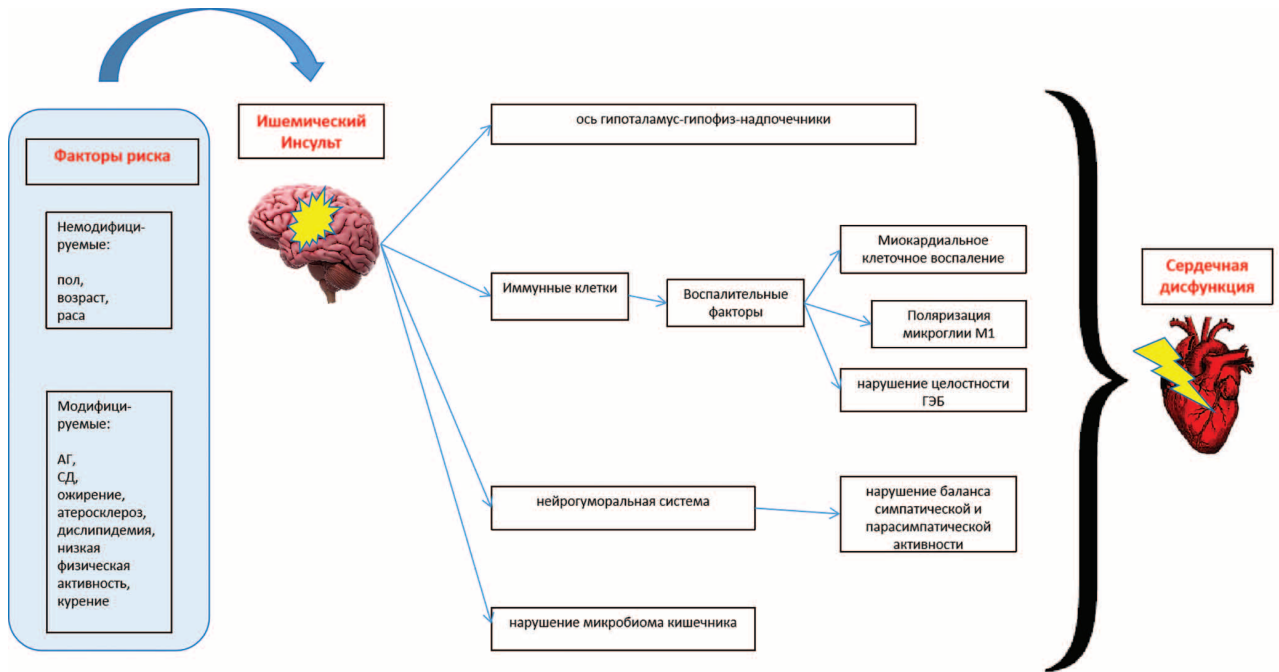 Факторы риска
Немодифици-
руемые:
пол,
возраст,
раса
Модифици-
руемые:
АГ,
СД,
ожирение,
атеросклероз,
дислипидемия,
низкая
физическая
активность,
курение
Ишемический
Инсульт
ось гипоталамус-гипофиз-надпочечники
Иммунные клетки
Воспалительные
факторы
Миокардиальное
клеточное воспаление
Поляризация
микроглии М1
нарушение целостности
ГЭБ
нейрогуморальная система
нарушение баланса
симпатической и
парасимпатической
активности
нарушение микробиома кишечника
Сердечная
дисфункция